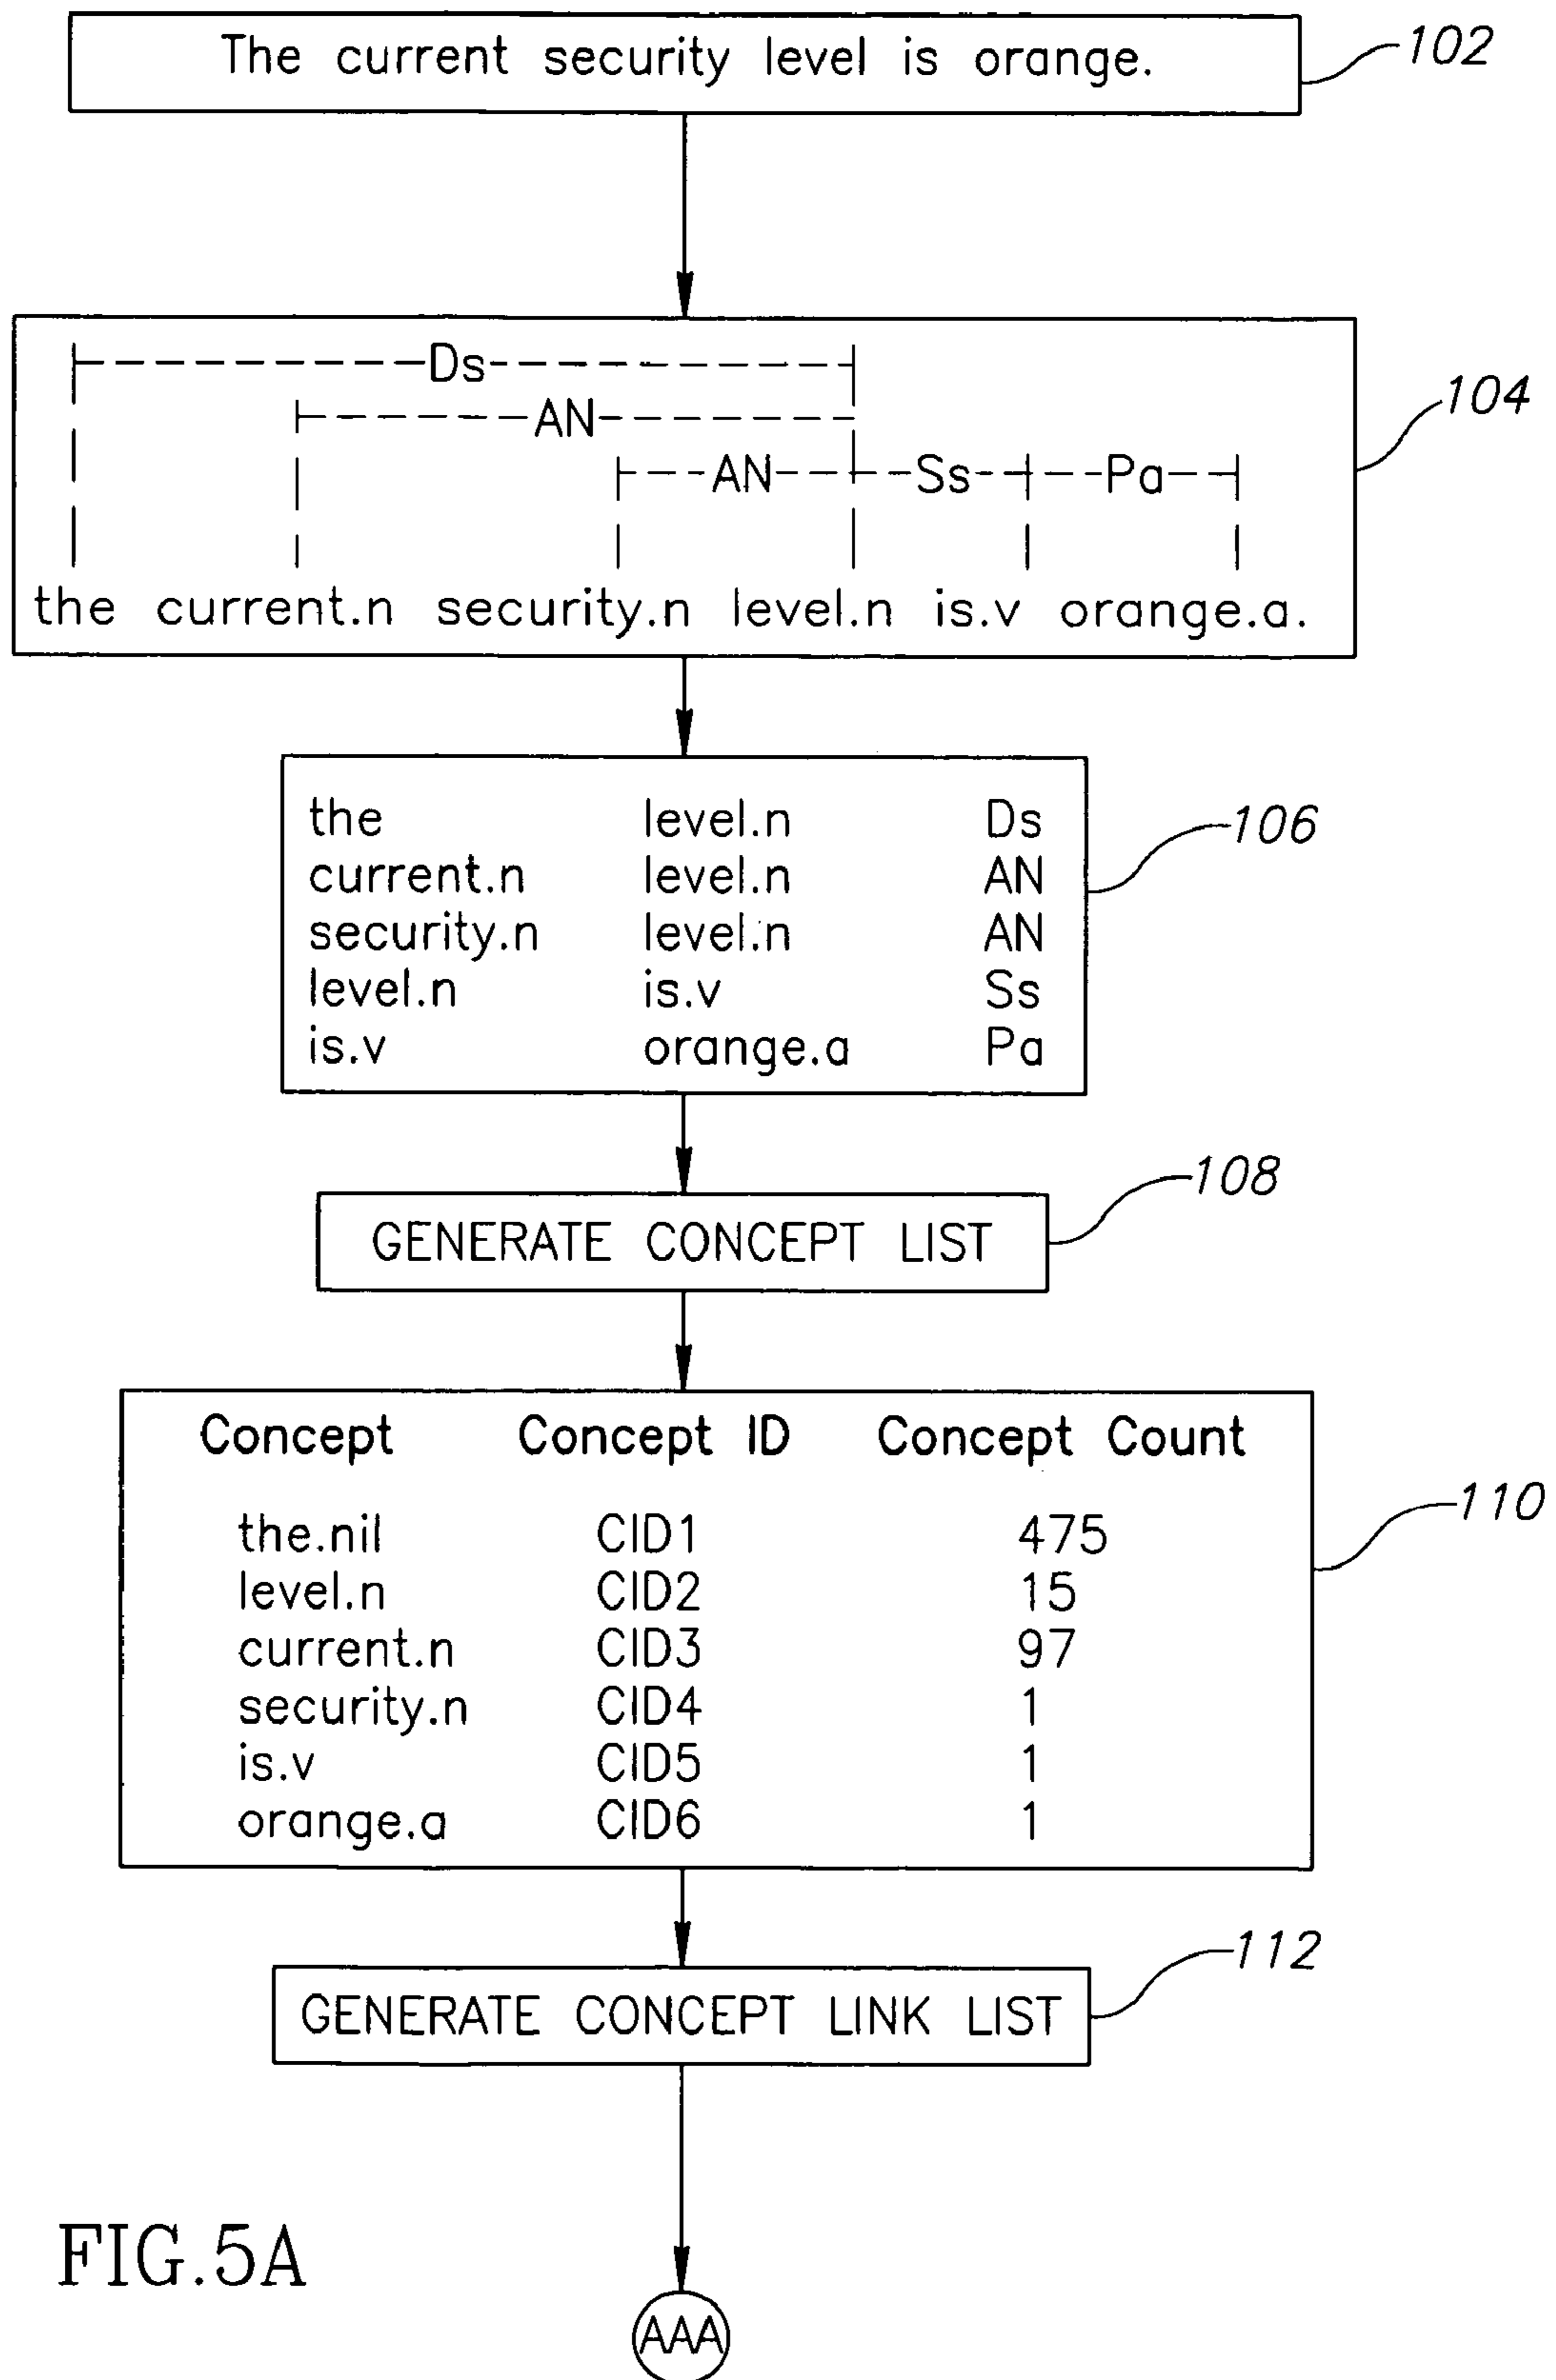 The current security level is orange.
102
Ds
AN
AN Ss Pa
104
the current.n security.n level.n is.v orange.a.
the level.n Ds
current.n level.n AN
security.n level.n AN
level.n is.v Ss
is.v orange.a Pa
106
GENERATE CONCEPT LIST
108
Concept Concept ID Concept Count
the.nil CID1 475
level.n CID2 15
current.n CID3 97
security.n CID4 1
is.v CID5 1
orange.a CID6 1
110
GENERATE CONCEPT LINK LIST
112
FIG.5A
AAA